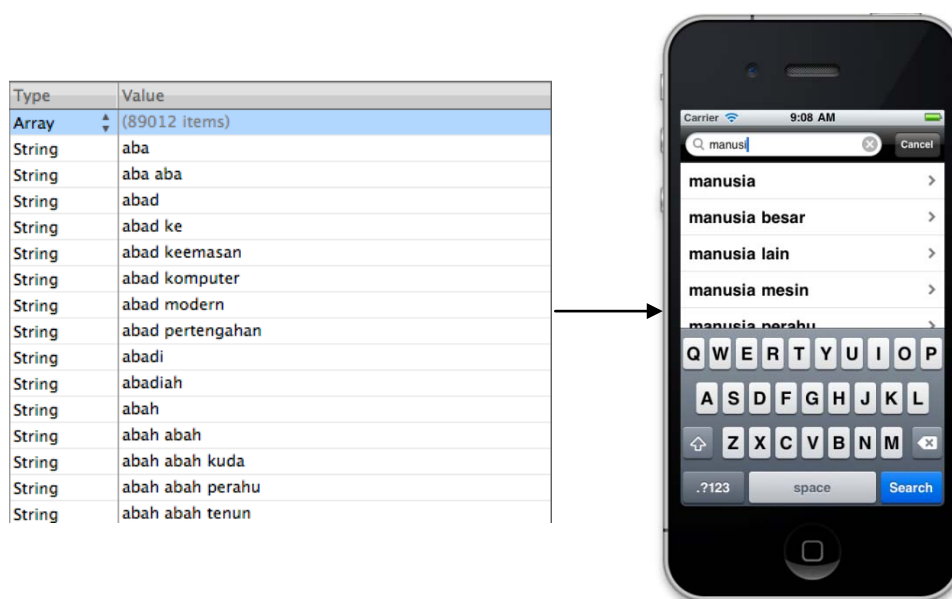 Type Value
Array (89012 items)
String aba
String aba aba
String abad
String abad ke
String abad keemasan
String abad komputer
String abad modern
String abad pertengahan
String abadi
String abadiah
String abah
String abah abah
String abah abah kuda
String abah abah perahu
String abah abah tenun
Carrier 9:08 AM
manusi Cancel
manusia
manusia besar
manusia lain
manusia mesin
manusia perahu
Q W E R T Y U I O P
A S D F G H J K L
Z X C V B N M
.?123 space Search